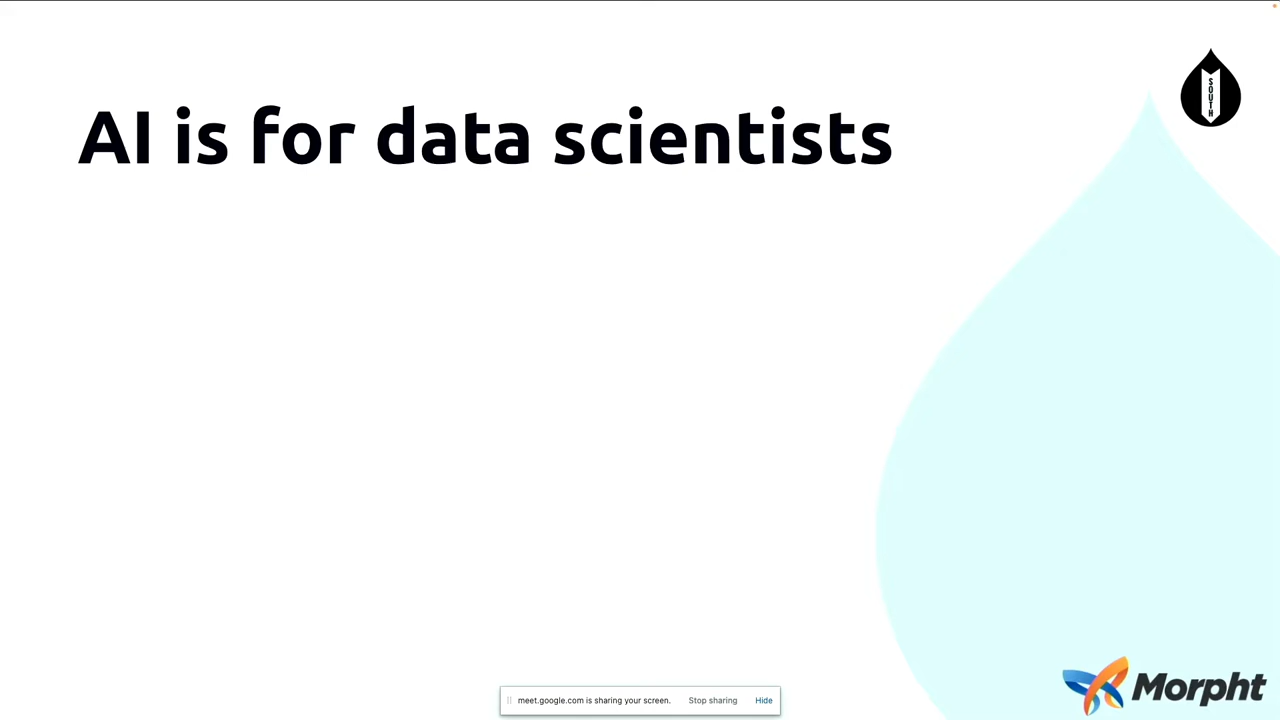 AI is for data scientists
SOUTH
Morpht
meet.google.com is sharing your screen. Stop sharing Hide